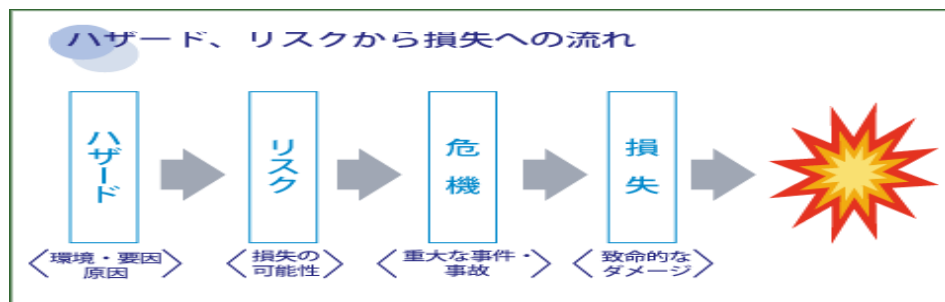 ハザード、リスクから損失への流れ
ハザード
リスク
危機
損失
〈環境・要因
原因〉
〈損失の
可能性〉
〈重大な事件・
事故〉
〈致命的な
ダメージ〉